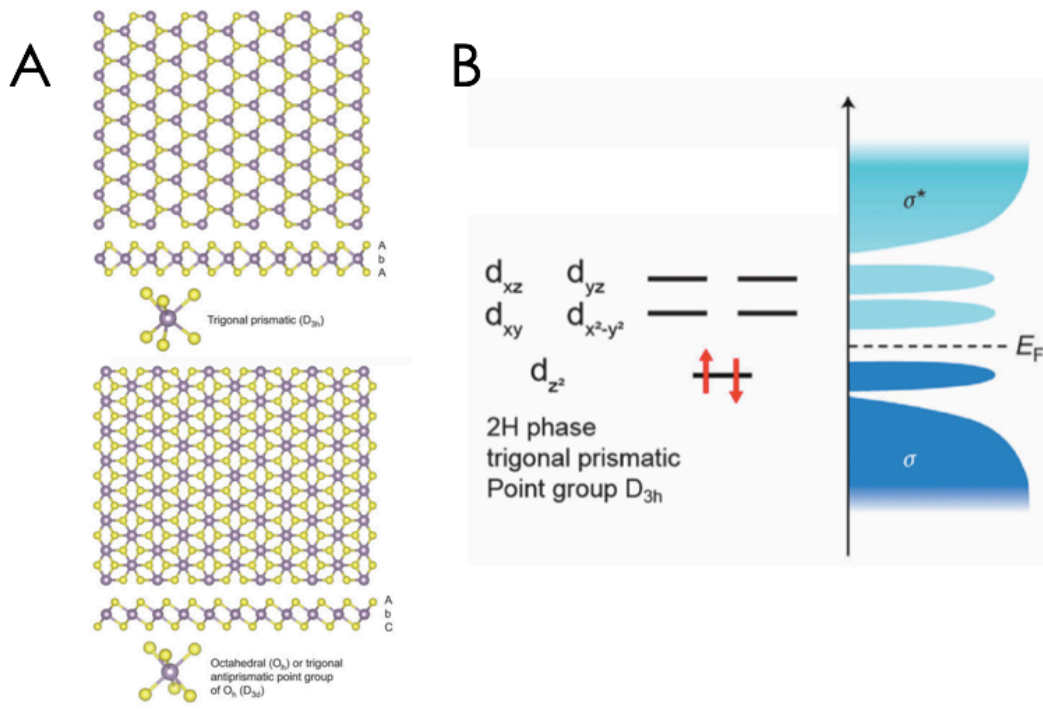 A
A
b
A
Trigonal prismatic (D3h)
A
b
C
Octahedral (Oh) or trigonal
antiprismatic point group
of Oh (D3d)
B
σ*
dxz dyz
dxy dx²-y²
EF
dz²
2H phase
trigonal prismatic
Point group D3h
σ